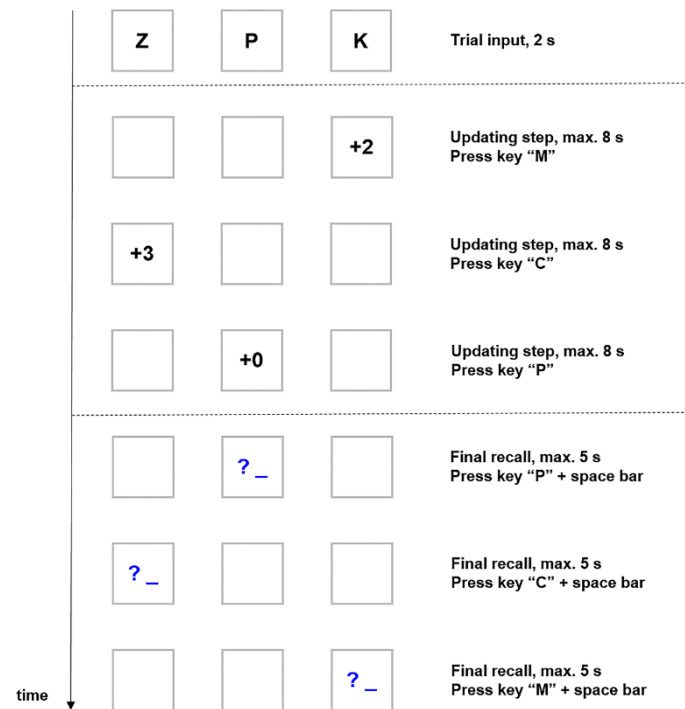 Z P K Trial input, 2 s
+2 Updating step, max. 8 s
Press key “M”
+3 Updating step, max. 8 s
Press key “C”
+0 Updating step, max. 8 s
Press key “P”
? _ Final recall, max. 5 s
Press key “P” + space bar
? _ Final recall, max. 5 s
Press key “C” + space bar
? _ Final recall, max. 5 s
Press key “M” + space bar
time